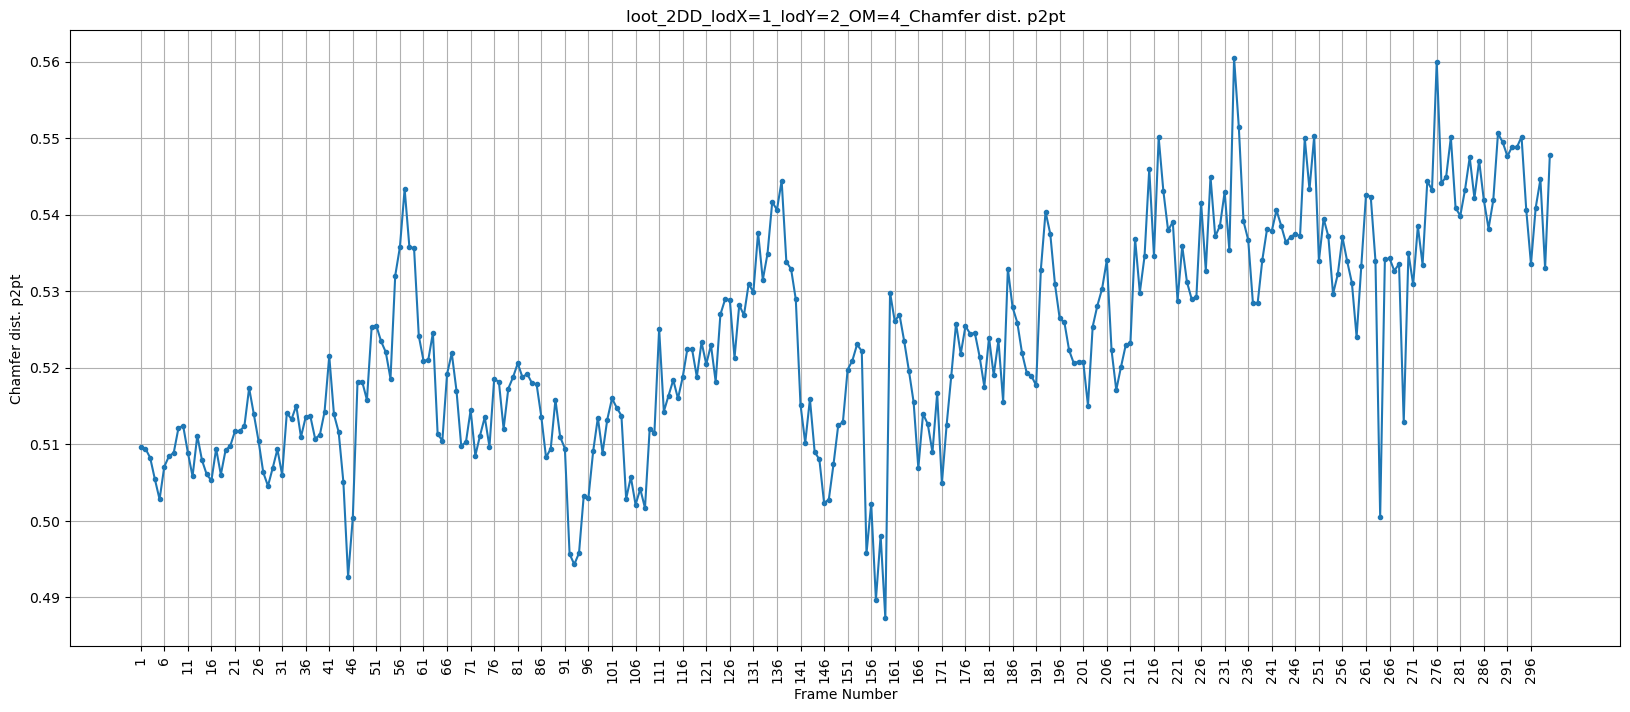 loot_2DD_lodX=1_lodY=2_OM=4_Chamfer dist. p2pt
Chamfer dist. p2pt
0.56
0.55
0.54
0.53
0.52
0.51
0.50
0.49
1 6 11 16 21 26 31 36 41 46 51 56 61 66 71 76 81 86 91 96 101 106 111 116 121 126 131 136 141 146 151 156 161 166 171 176 181 186 191 196 201 206 211 216 221 226 231 236 241 246 251 256 261 266 271 276 281 286 291 296
Frame Number